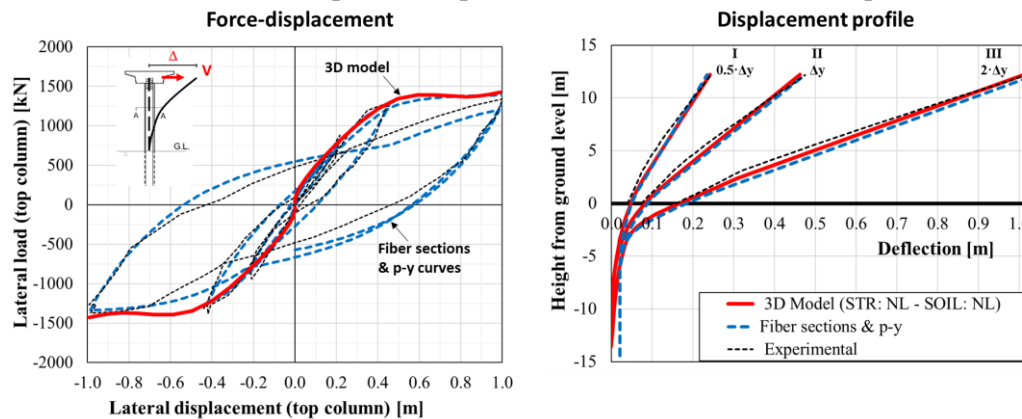 Force-displacement
Lateral load (top column) [kN]
2000
1500
1000
500
0
-500
-1000
-1500
-2000
Δ
V
A
A
G.L.
3D model
Fiber sections
& p-y curves
-1.0 -0.8 -0.6 -0.4 -0.2 0.0 0.2 0.4 0.6 0.8 1.0
Lateral displacement (top column) [m]
Displacement profile
Height from ground level [m]
15
10
5
0
-5
-10
-15
I
0.5·Δy
II
Δy
III
2·Δy
0.0 0.1 0.2 0.3 0.4 0.5 0.6 0.7 0.8 0.9 1.0
Deflection [m]
3D Model (STR: NL - SOIL: NL)
Fiber sections & p-y
Experimental